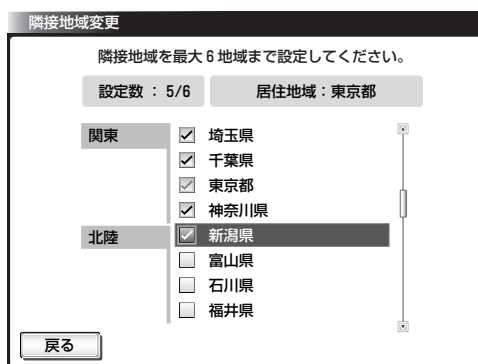 隣接地域変更
隣接地域を最大6地域まで設定してください。
設定数 : 5/6 居住地域:東京都
関東 埼玉県
千葉県
東京都
神奈川県
北陸 新潟県
富山県
石川県
福井県
戻る